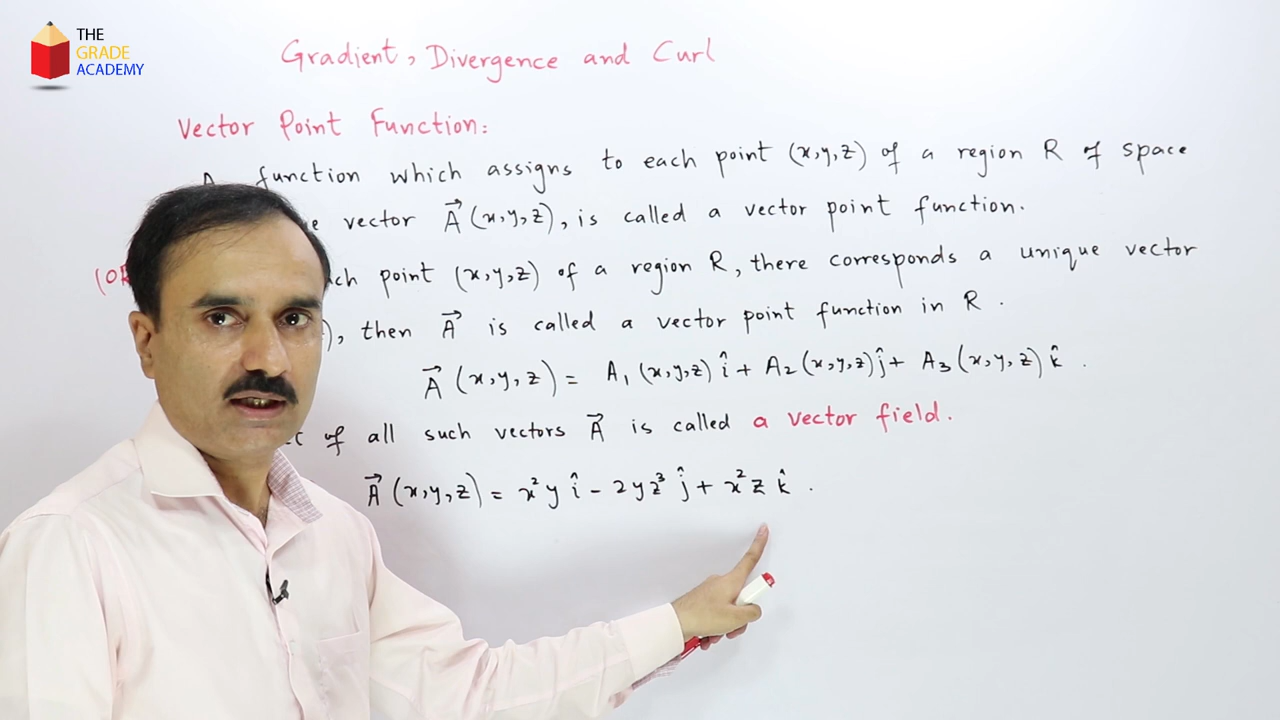 THE
GRADE
ACADEMY
Gradient, Divergence and Curl
Vector Point Function:
A function which assigns to each point (x,y,z) of a region R of space
vector A⃗ (x,y,z), is called a vector point function.
(OR point (x,y,z) of a region R, there corresponds a unique vector
), then A⃗ is called a vector point function in R.
A⃗ (x,y,z) = A₁(x,y,z) î + A₂(x,y,z) ĵ + A₃(x,y,z) k̂.
of all such vectors A⃗ is called a vector field.
A⃗ (x,y,z) = x²y î - 2yz³ ĵ + x²z k̂.